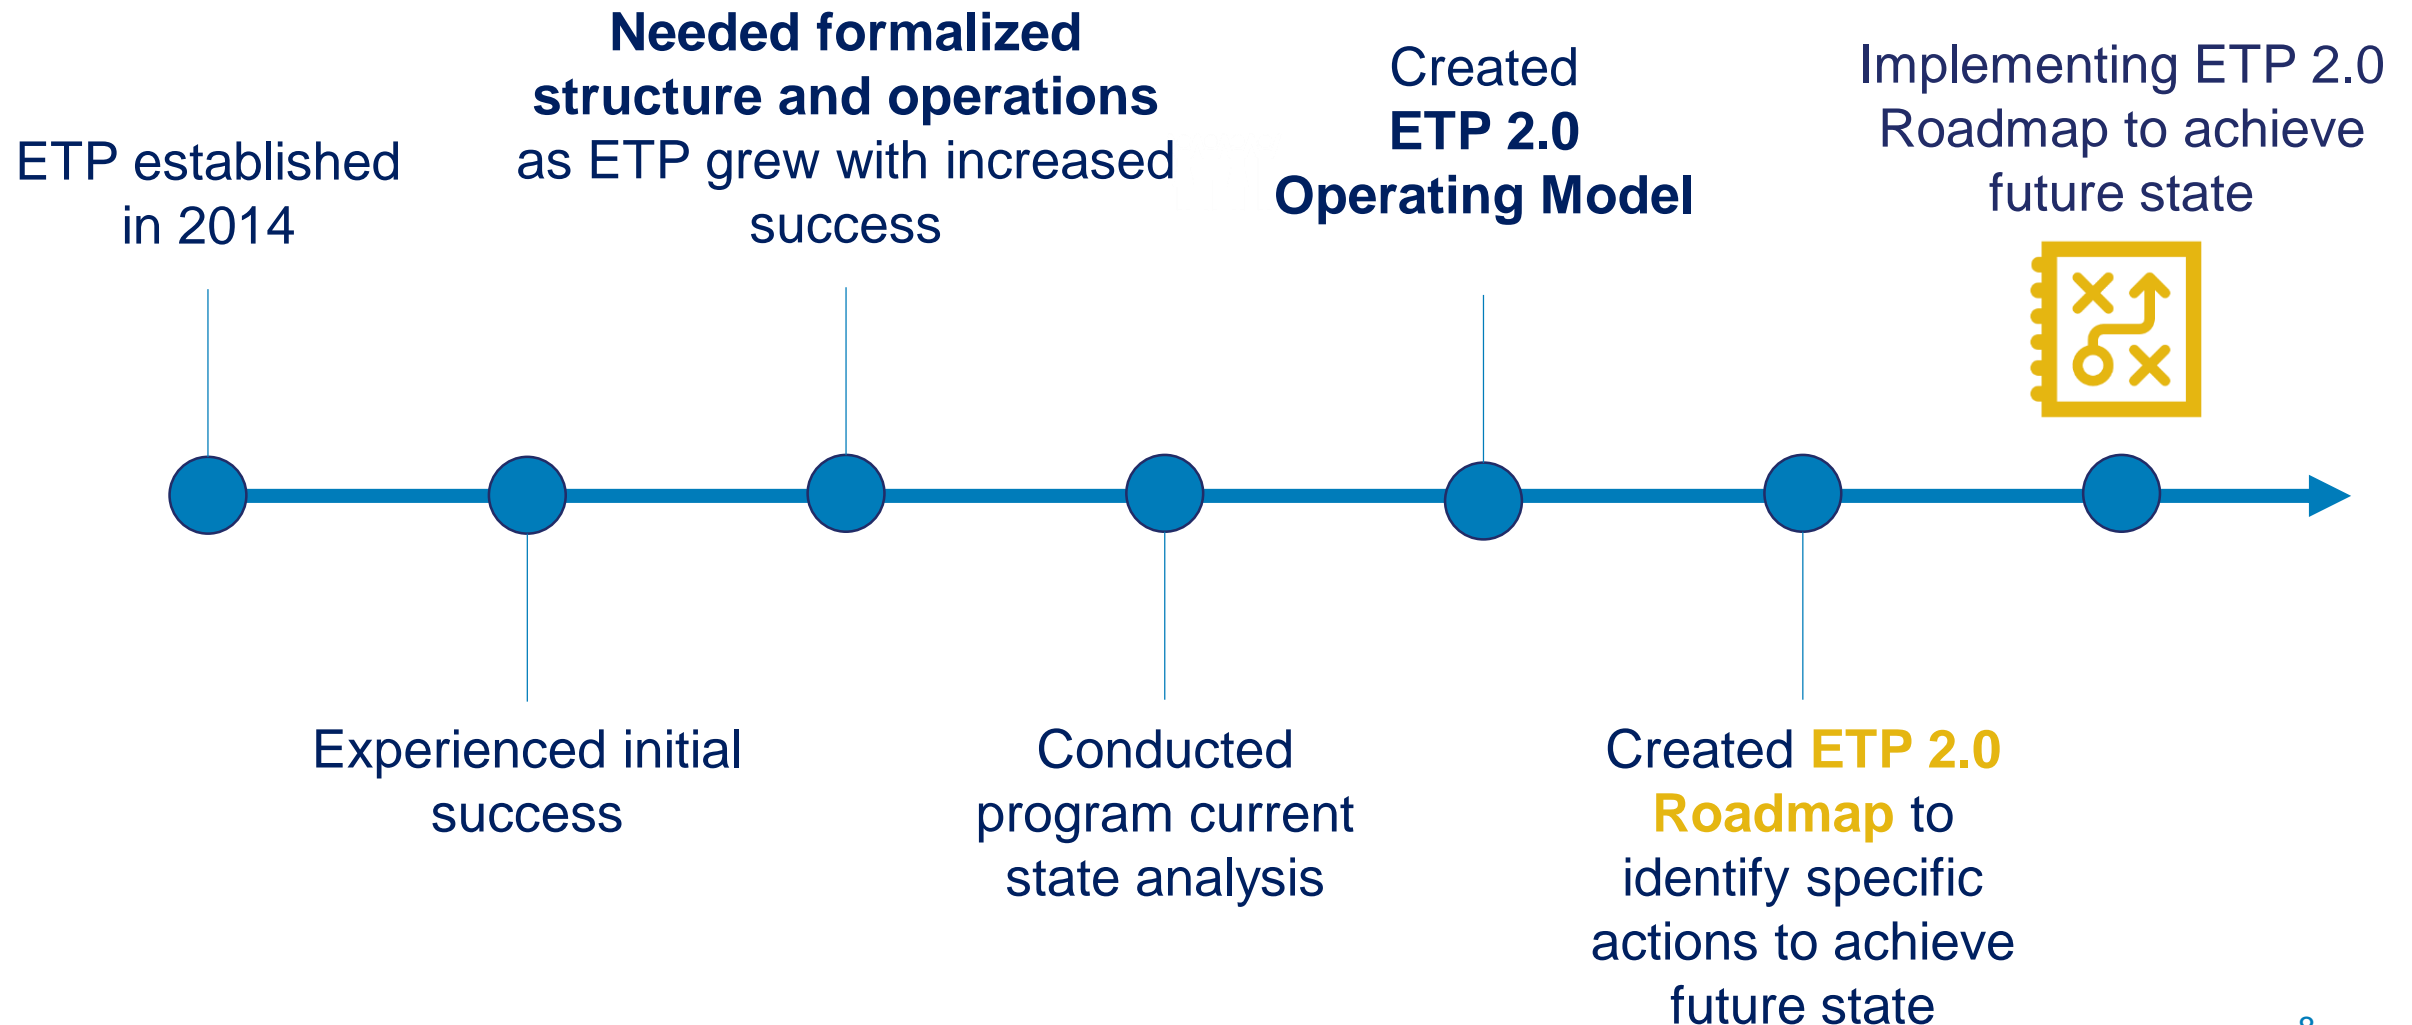 ETP established
in 2014
Experienced initial
success
Needed formalized
structure and operations
as ETP grew with increased
success
Conducted
program current
state analysis
Created
ETP 2.0
Operating Model
Created ETP 2.0
Roadmap to
identify specific
actions to achieve
future state
Implementing ETP 2.0
Roadmap to achieve
future state